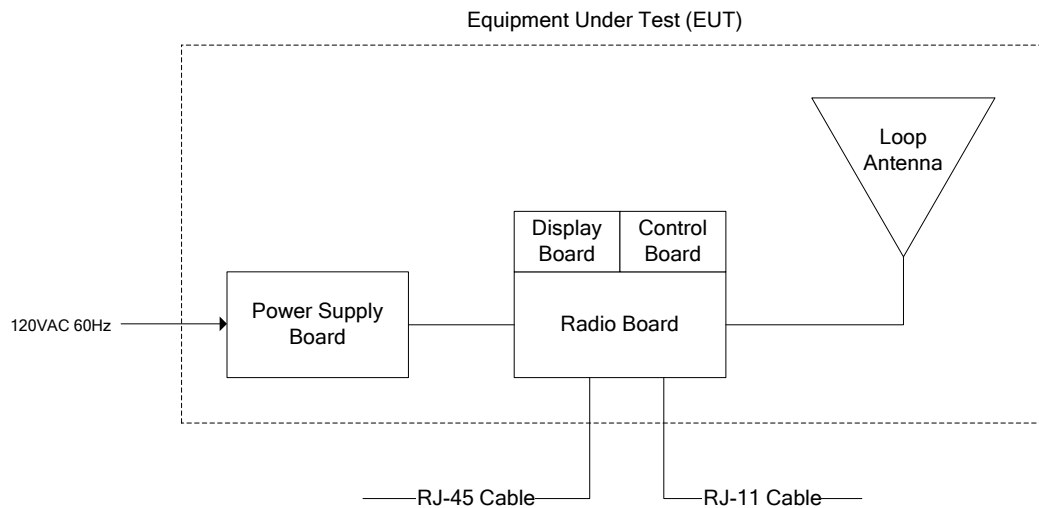 Equipment Under Test (EUT)
Loop
Antenna
Display
Board
Control
Board
Power Supply
Board
Radio Board
120VAC 60Hz
RJ-45 Cable
RJ-11 Cable